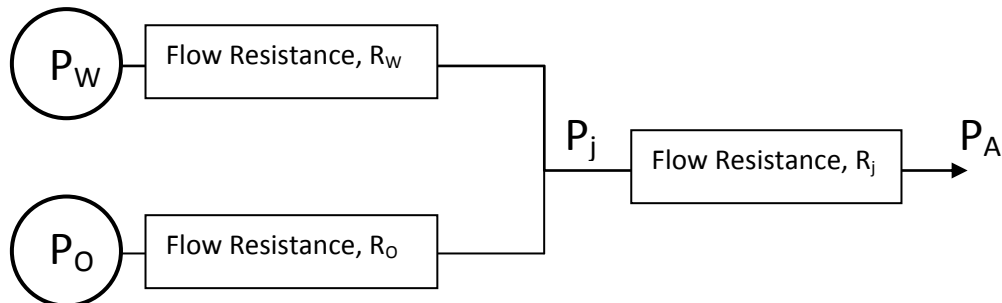 P_W
Flow Resistance, R_W
P_j
Flow Resistance, R_j
P_A
P_O
Flow Resistance, R_O